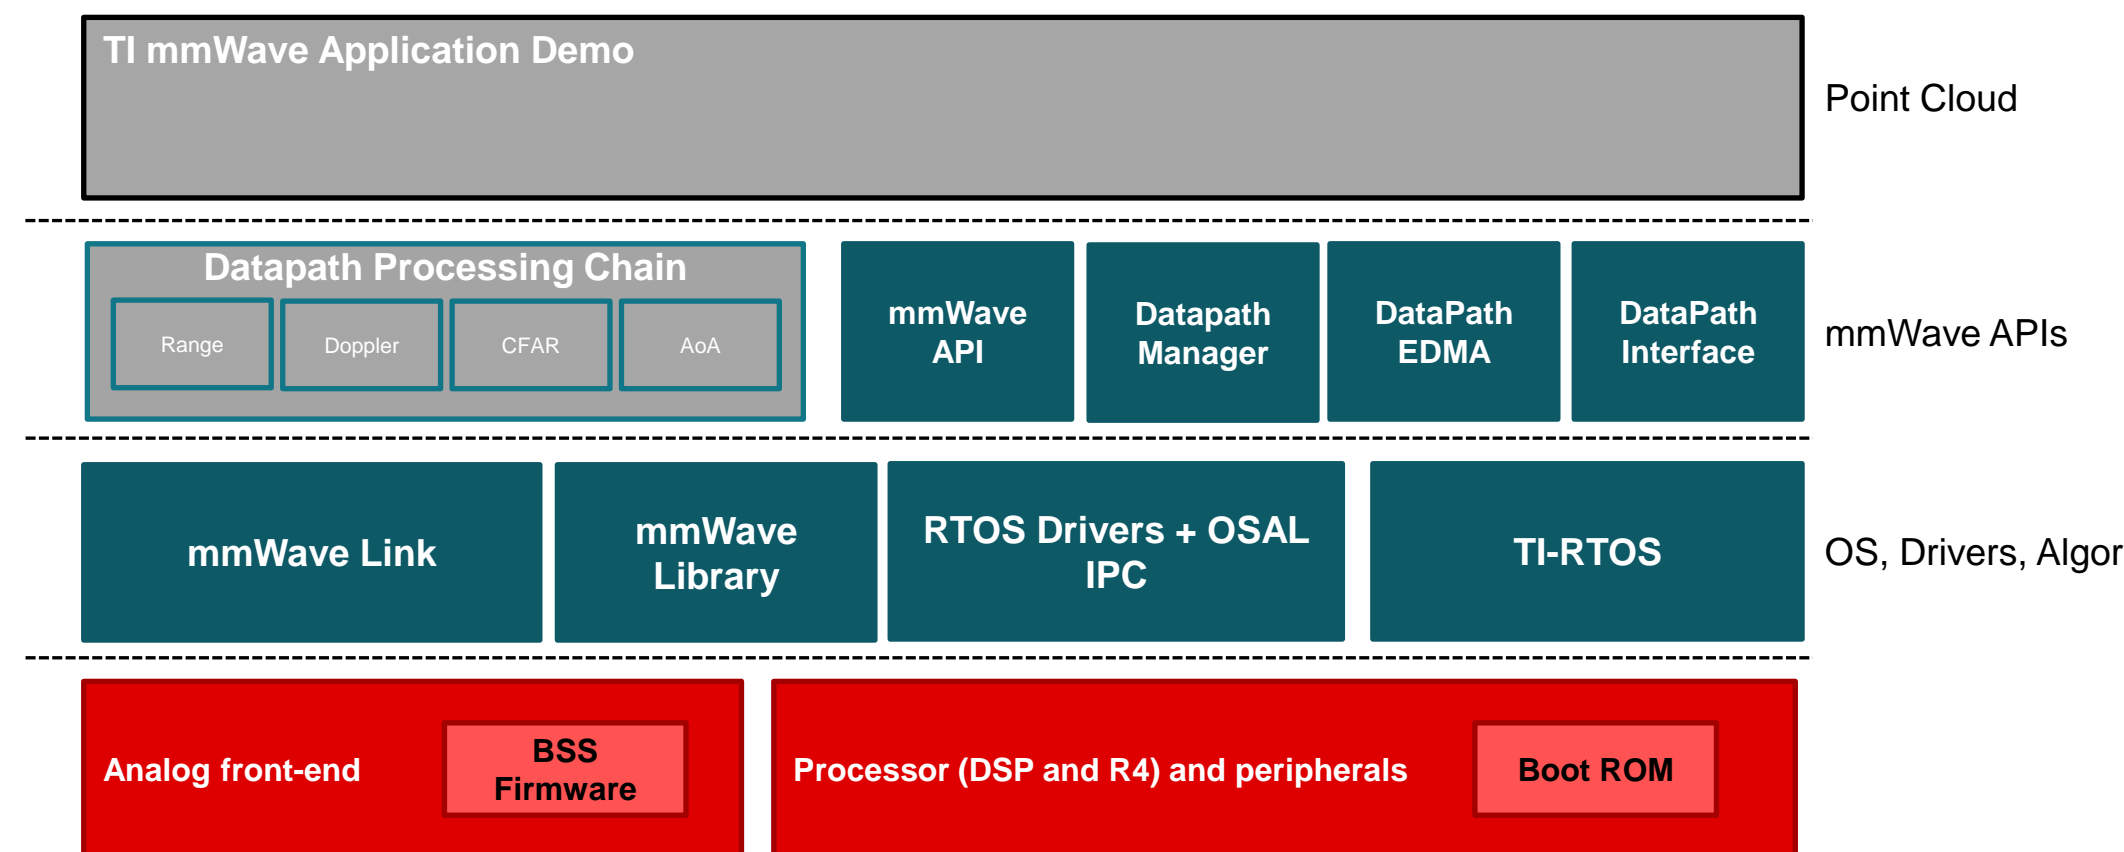 TI mmWave Application Demo
Point Cloud
Datapath Processing Chain
Range
Doppler
CFAR
AoA
mmWave
API
Datapath
Manager
DataPath
EDMA
DataPath
Interface
mmWave APIs
mmWave Link
mmWave
Library
RTOS Drivers + OSAL
IPC
TI-RTOS
OS, Drivers, Algor
Analog front-end
BSS
Firmware
Processor (DSP and R4) and peripherals
Boot ROM